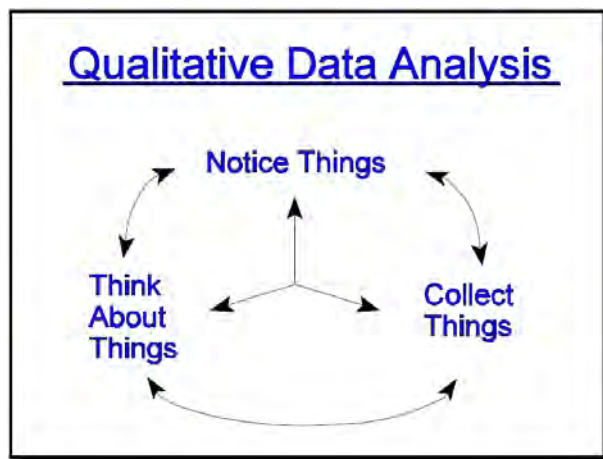 Qualitative Data Analysis
Notice Things
Think
About
Things
Collect
Things